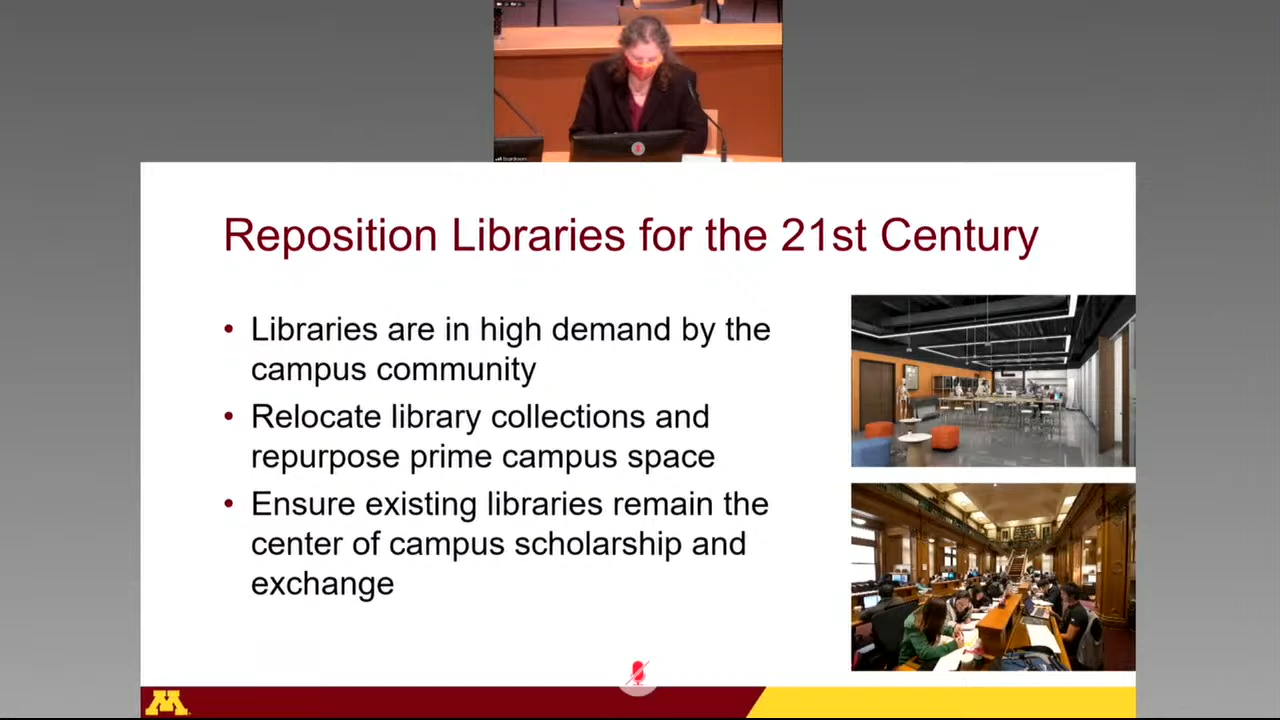 Reposition Libraries for the 21st Century
• Libraries are in high demand by the
campus community
• Relocate library collections and
repurpose prime campus space
• Ensure existing libraries remain the
center of campus scholarship and
exchange
M